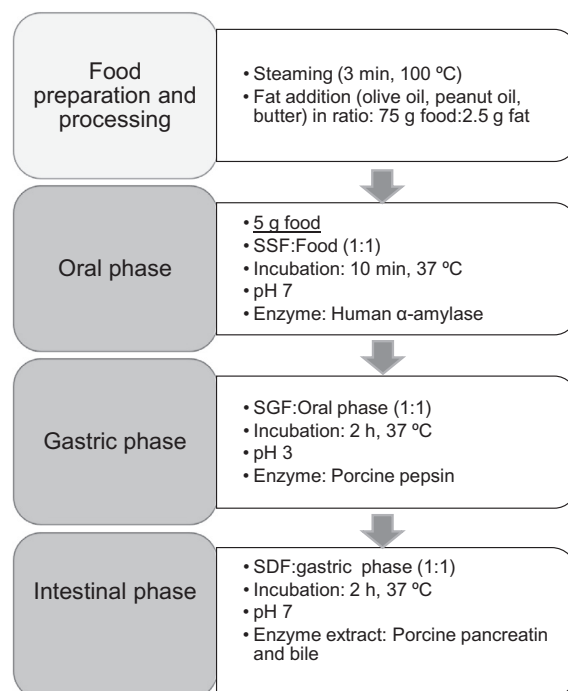 Food
preparation and
processing
• Steaming (3 min, 100 ºC)
• Fat addition (olive oil, peanut oil,
butter) in ratio: 75 g food:2.5 g fat
Oral phase
• 5 g food
• SSF:Food (1:1)
• Incubation: 10 min, 37 ºC
• pH 7
• Enzyme: Human α-amylase
Gastric phase
• SGF:Oral phase (1:1)
• Incubation: 2 h, 37 ºC
• pH 3
• Enzyme: Porcine pepsin
Intestinal phase
• SDF:gastric phase (1:1)
• Incubation: 2 h, 37 ºC
• pH 7
• Enzyme extract: Porcine pancreatin
and bile